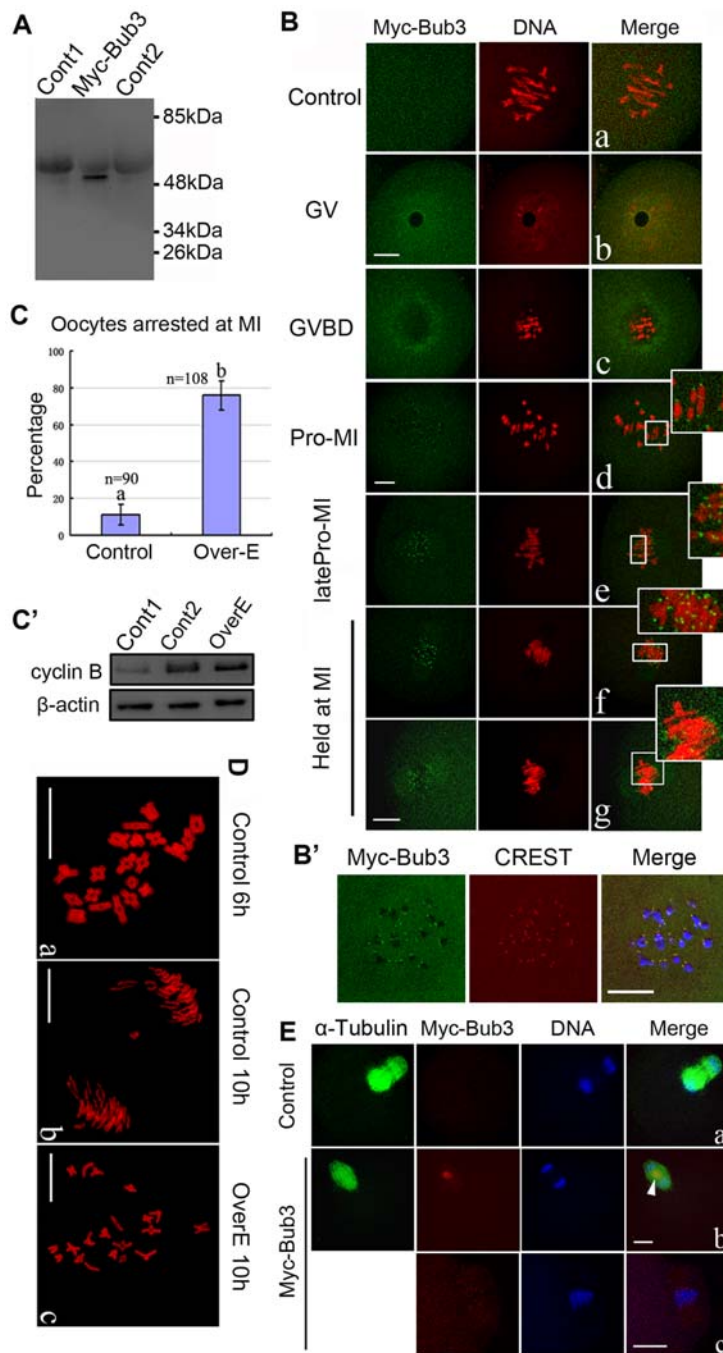 A
Cont1 Myc-Bub3 Cont2
85kDa
48kDa
34kDa
26kDa
B
Myc-Bub3 DNA Merge
Control
a
GV
b
GVBD
c
Pro-MI
d
latePro-MI
e
Held at MI
f
g
C
Oocytes arrested at MI
Percentage
100
80
60
40
20
0
n=90
a
n=108
b
Control Over-E
C'
Cont1 Cont2 OverE
cyclin B
β-actin
D
Control 6h
a
Control 10h
b
OverE 10h
c
B'
Myc-Bub3 CREST Merge
E
α-Tubulin Myc-Bub3 DNA Merge
Control
a
Myc-Bub3
b
c